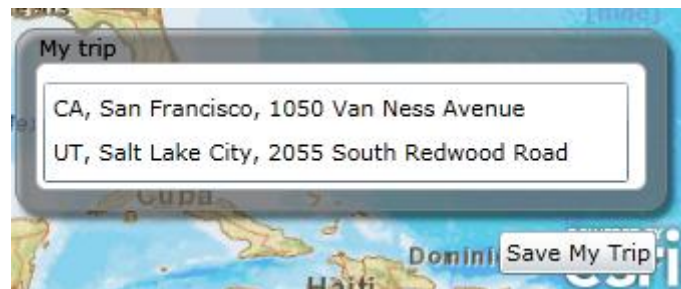 My trip
CA, San Francisco, 1050 Van Ness Avenue
UT, Salt Lake City, 2055 South Redwood Road
Cuba
Save My Trip
Haiti